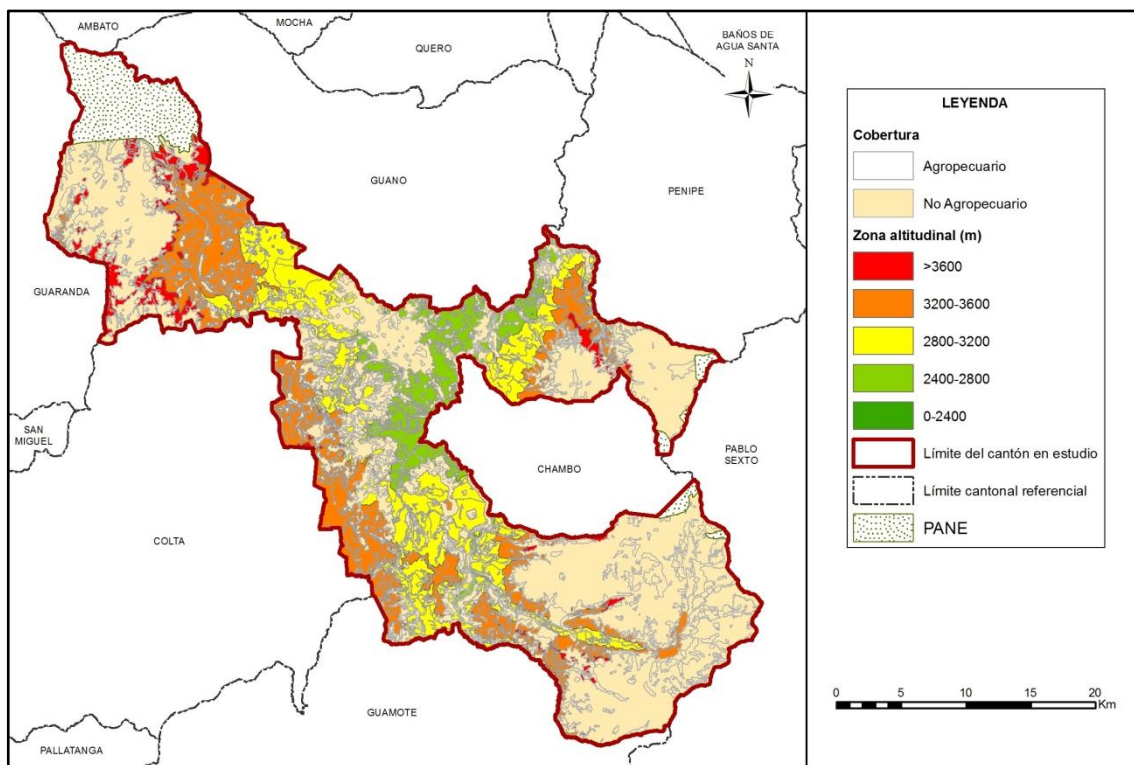 AMBATO
MOCHA
QUERO
BAÑOS DE
AGUA SANTA
N
GUANO
PENIPE
GUARANDA
SAN
MIGUEL
CHAMBO
PABLO
SEXTO
COLTA
GUAMOTE
PALLATANGA
LEYENDA
Cobertura
Agropecuario
No Agropecuario
Zona altitudinal (m)
>3600
3200-3600
2800-3200
2400-2800
0-2400
Límite del cantón en estudio
Límite cantonal referencial
PANE
0 5 10 15 20
Km